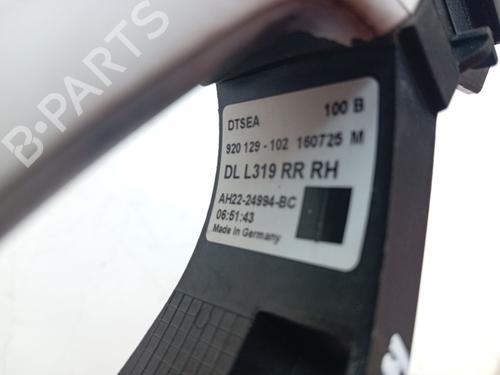 B-PARTS
DTSEA 100 B
920 129 - 102 160725 M
DL L319 RR RH
AH22-24994-BC
06:51:43
Made in Germany